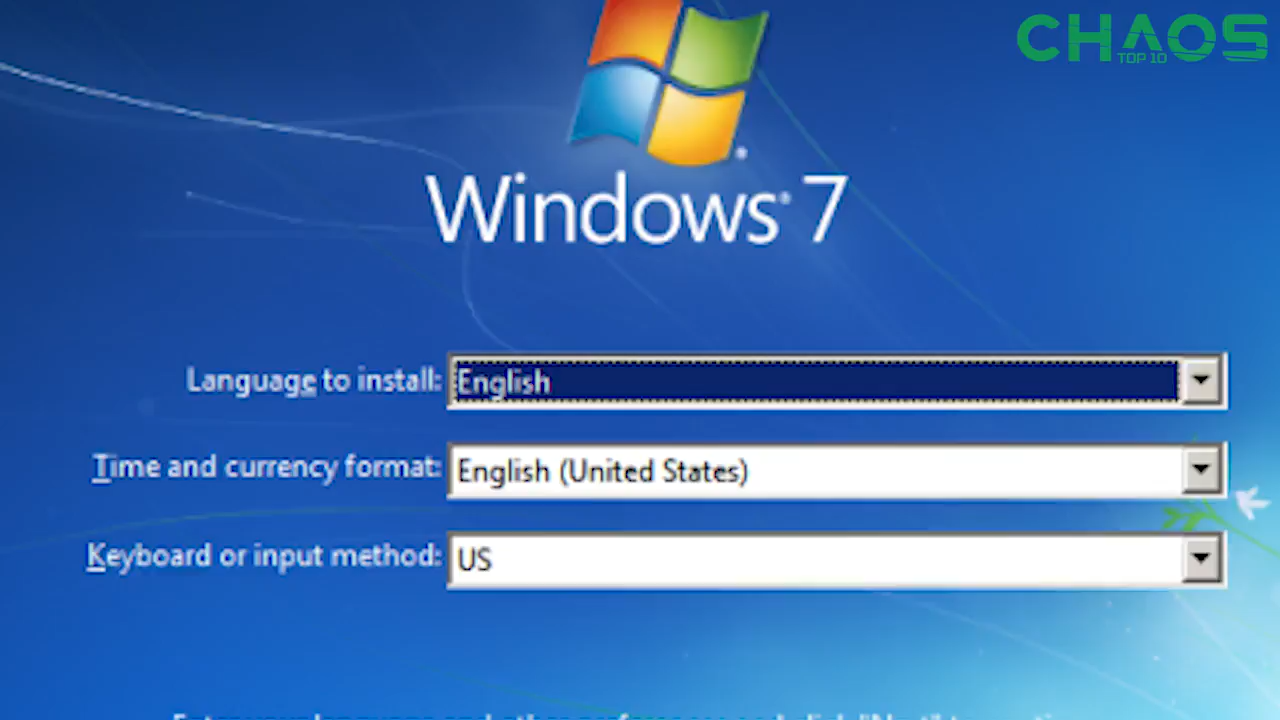 CHAOS
TOP 10
Windows® 7
Language to install: English
Time and currency format: English (United States)
Keyboard or input method: US